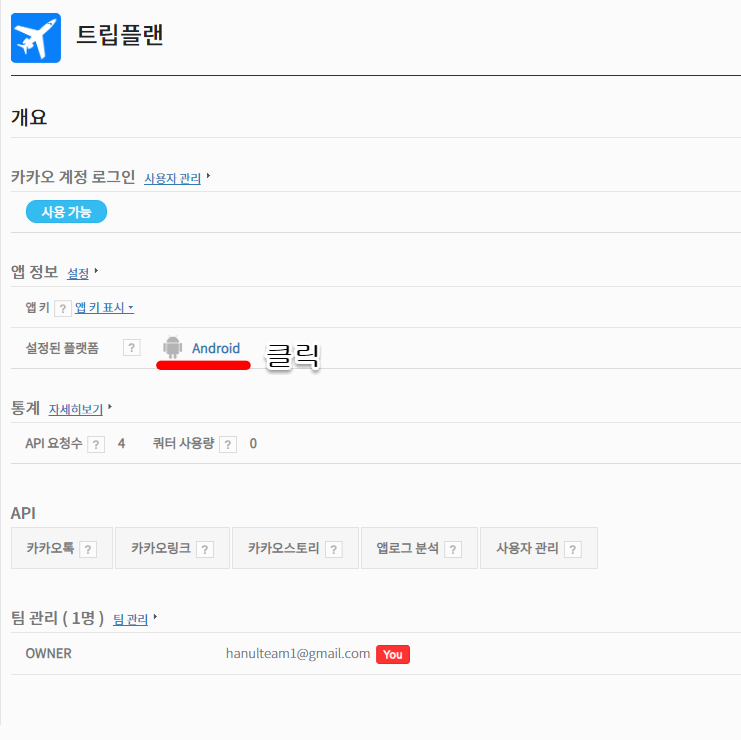 트립플랜
개요
카카오 계정 로그인 사용자 관리
사용 가능
앱 정보 설정
앱 키 ? 앱 키 표시
설정된 플랫폼 ? Android 클릭
통계 자세히보기
API 요청수 ? 4 쿼터 사용량 ? 0
API
카카오톡 ? 카카오링크 ? 카카오스토리 ? 앱로그 분석 ? 사용자 관리 ?
팀 관리 ( 1명 ) 팀 관리
OWNER hanulteam1@gmail.com You